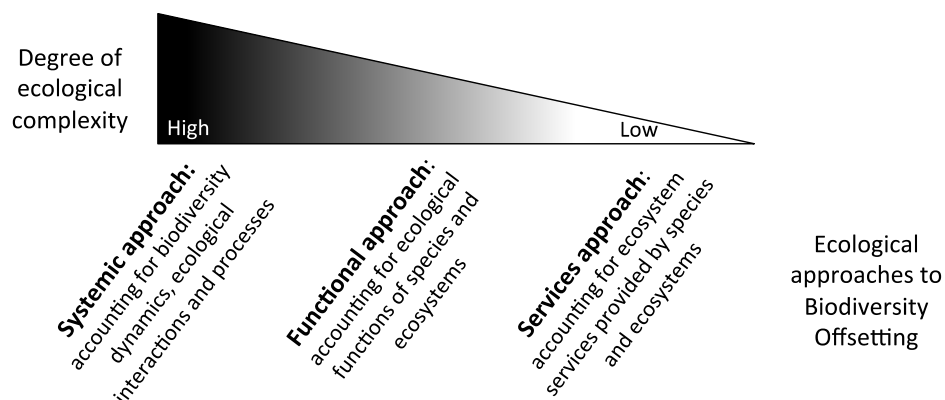 Degree of
ecological
complexity
High
Low
Systemic approach:
accounting for biodiversity
dynamics, ecological
interactions and processes
Functional approach:
accounting for ecological
functions of species and
ecosystems
Services approach:
accounting for ecosystem
services provided by species
and ecosystems
Ecological
approaches to
Biodiversity
Offsetting